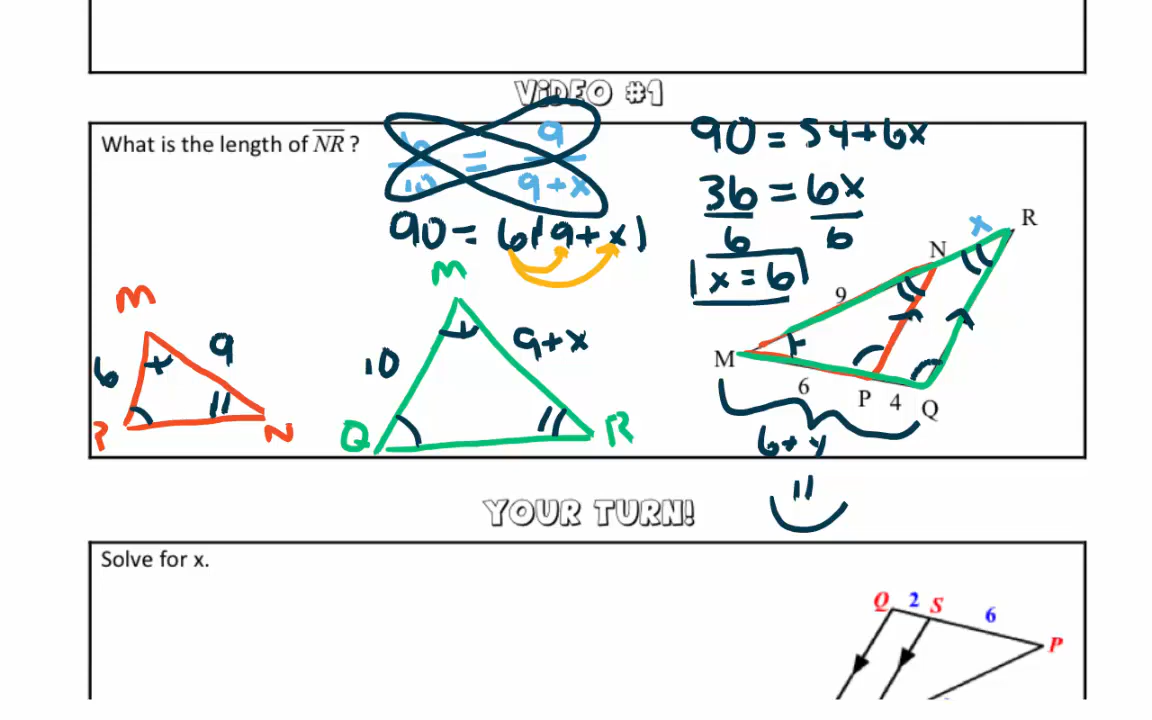 VIDEO #1
What is the length of NR ?
6/10 = 9/9+x
90 = 6(9+x)
90 = 54+6x
36/6 = 6x/6
x = 6
M
6
9
P
N
M
10
9+x
Q
R
x
R
N
9
M
6
P
4
Q
6+4
YOUR TURN!
Solve for x.
Q 2 S
6
P